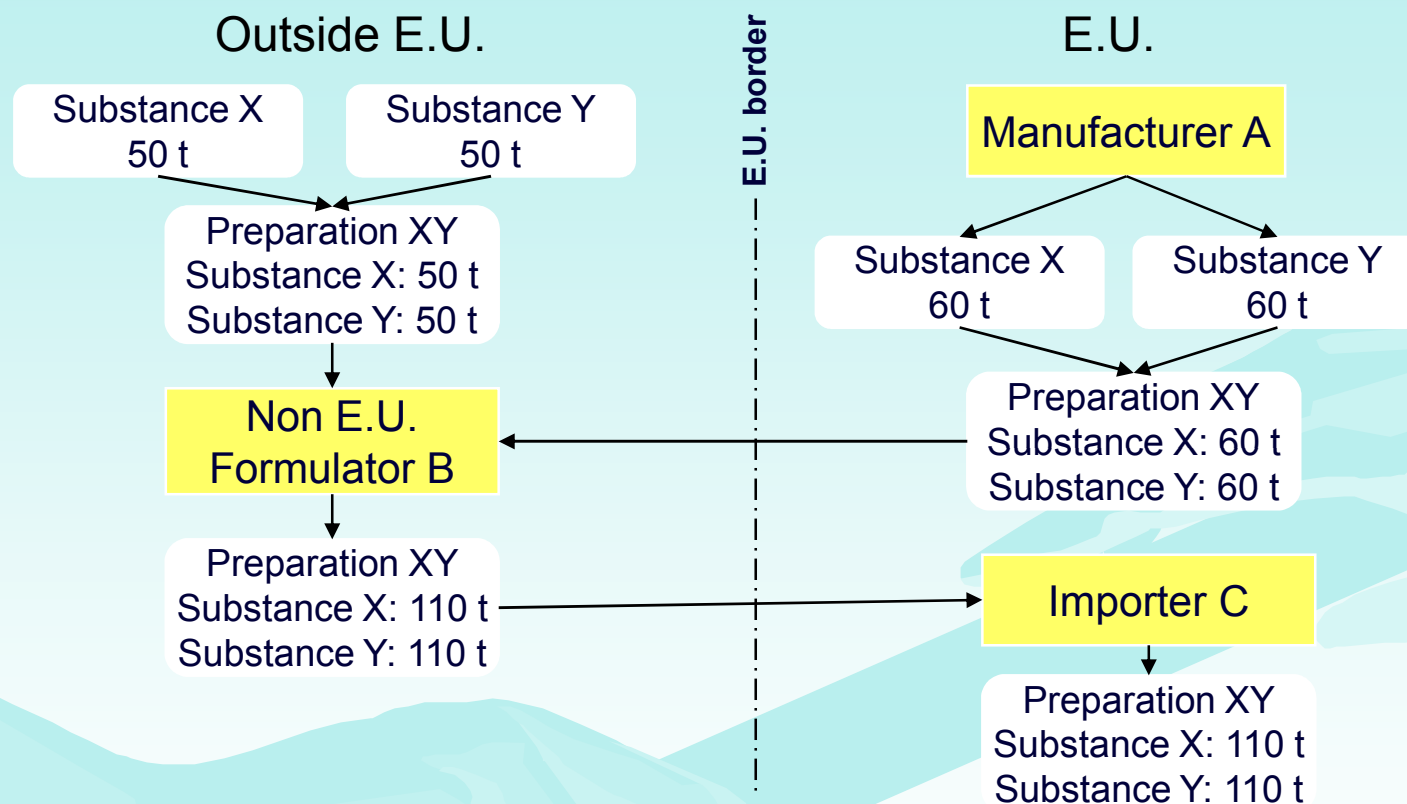 Outside E.U.
E.U. border
E.U.
Substance X
50 t
Substance Y
50 t
Preparation XY
Substance X: 50 t
Substance Y: 50 t
Non E.U.
Formulator B
Preparation XY
Substance X: 110 t
Substance Y: 110 t
Manufacturer A
Substance X
60 t
Substance Y
60 t
Preparation XY
Substance X: 60 t
Substance Y: 60 t
Importer C
Preparation XY
Substance X: 110 t
Substance Y: 110 t